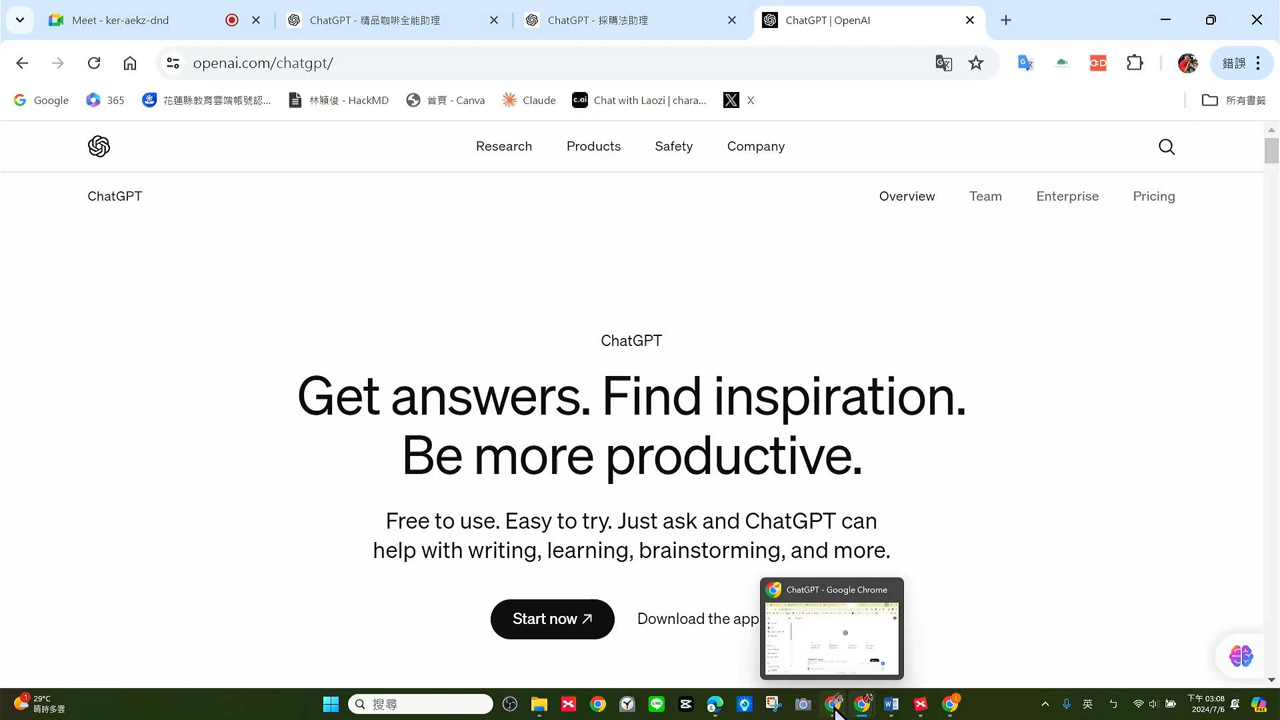 Meet - ker-aekz-dnd
ChatGPT - 精品咖啡全能助理
ChatGPT - 採購法助理
ChatGPT | OpenAI
openai.com/chatgpt/
錯誤
Google
365
花蓮縣教育雲端帳號認...
林穎俊 - HackMD
首頁 - Canva
Claude
c.ai
Chat with Laozi | chara...
X
所有書籤
Research
Products
Safety
Company
ChatGPT
Overview
Team
Enterprise
Pricing
ChatGPT
Get answers. Find inspiration.
Be more productive.
Free to use. Easy to try. Just ask and ChatGPT can
help with writing, learning, brainstorming, and more.
Start now ↗
Download the app
ChatGPT - Google Chrome
29°C
晴時多雲
搜尋
英
下午 03:08
2024/7/6